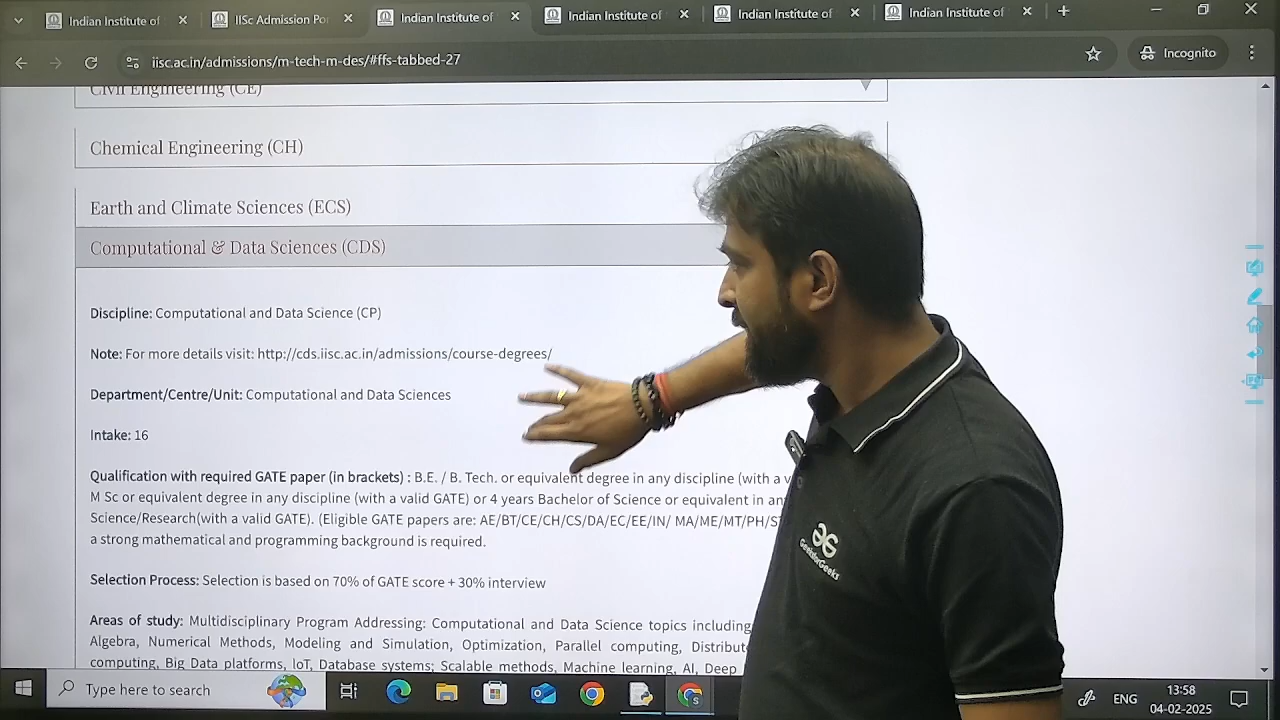 Indian Institute of
IISc Admission Por
Indian Institute of
Indian Institute of
Indian Institute of
Indian Institute of
iisc.ac.in/admissions/m-tech-m-des/#ffs-tabbed-27
Incognito
Civil Engineering (CE)
Chemical Engineering (CH)
Earth and Climate Sciences (ECS)
Computational & Data Sciences (CDS)
Discipline: Computational and Data Science (CP)
Note: For more details visit: http://cds.iisc.ac.in/admissions/course-degrees/
Department/Centre/Unit: Computational and Data Sciences
Intake: 16
Qualification with required GATE paper (in brackets) : B.E. / B. Tech. or equivalent degree in any discipline (with a v
M Sc or equivalent degree in any discipline (with a valid GATE) or 4 years Bachelor of Science or equivalent in an
Science/Research(with a valid GATE). (Eligible GATE papers are: AE/BT/CE/CH/CS/DA/EC/EE/IN/ MA/ME/MT/PH/S
a strong mathematical and programming background is required.
Selection Process: Selection is based on 70% of GATE score + 30% interview
Areas of study: Multidisciplinary Program Addressing: Computational and Data Science topics including
Algebra, Numerical Methods, Modeling and Simulation, Optimization, Parallel computing, Distribut
computing, Big Data platforms, IoT, Database systems; Scalable methods, Machine learning, AI, Deep
GeeksforGeeks
Type here to search
ENG
13:58
04-02-2025